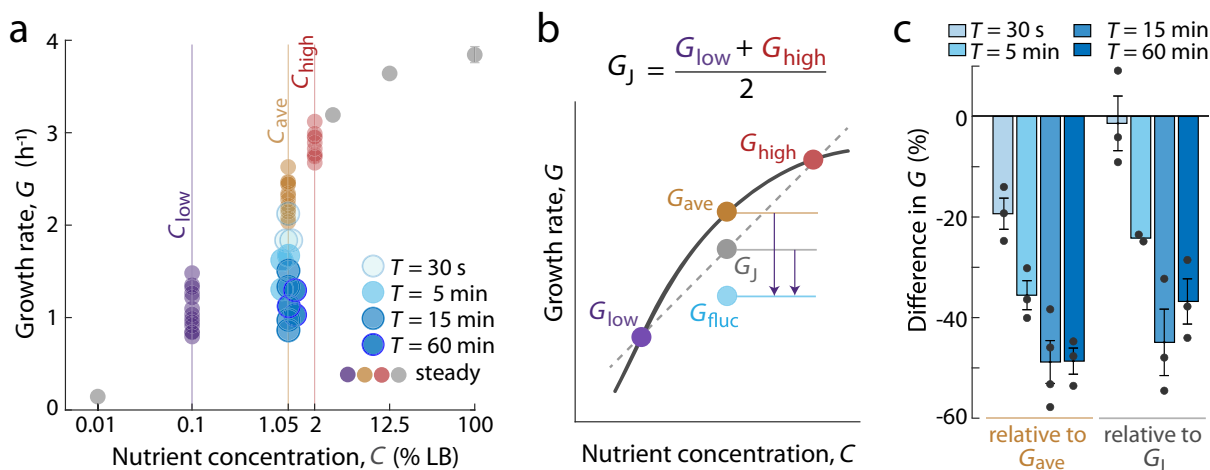 a
Growth rate, G (h⁻¹)
4
3
2
1
0
C_low
C_ave
C_high
T = 30 s
T = 5 min
T = 15 min
T = 60 min
steady
0.01
0.1
1.05
2
12.5
100
Nutrient concentration, C (% LB)
b
G_J = (G_low + G_high) / 2
Growth rate, G
G_high
G_ave
G_J
G_low
G_fluc
Nutrient concentration, C
c
T = 30 s
T = 15 min
T = 5 min
T = 60 min
Difference in G (%)
0
-20
-40
-60
relative to
G_ave
relative to
G_J